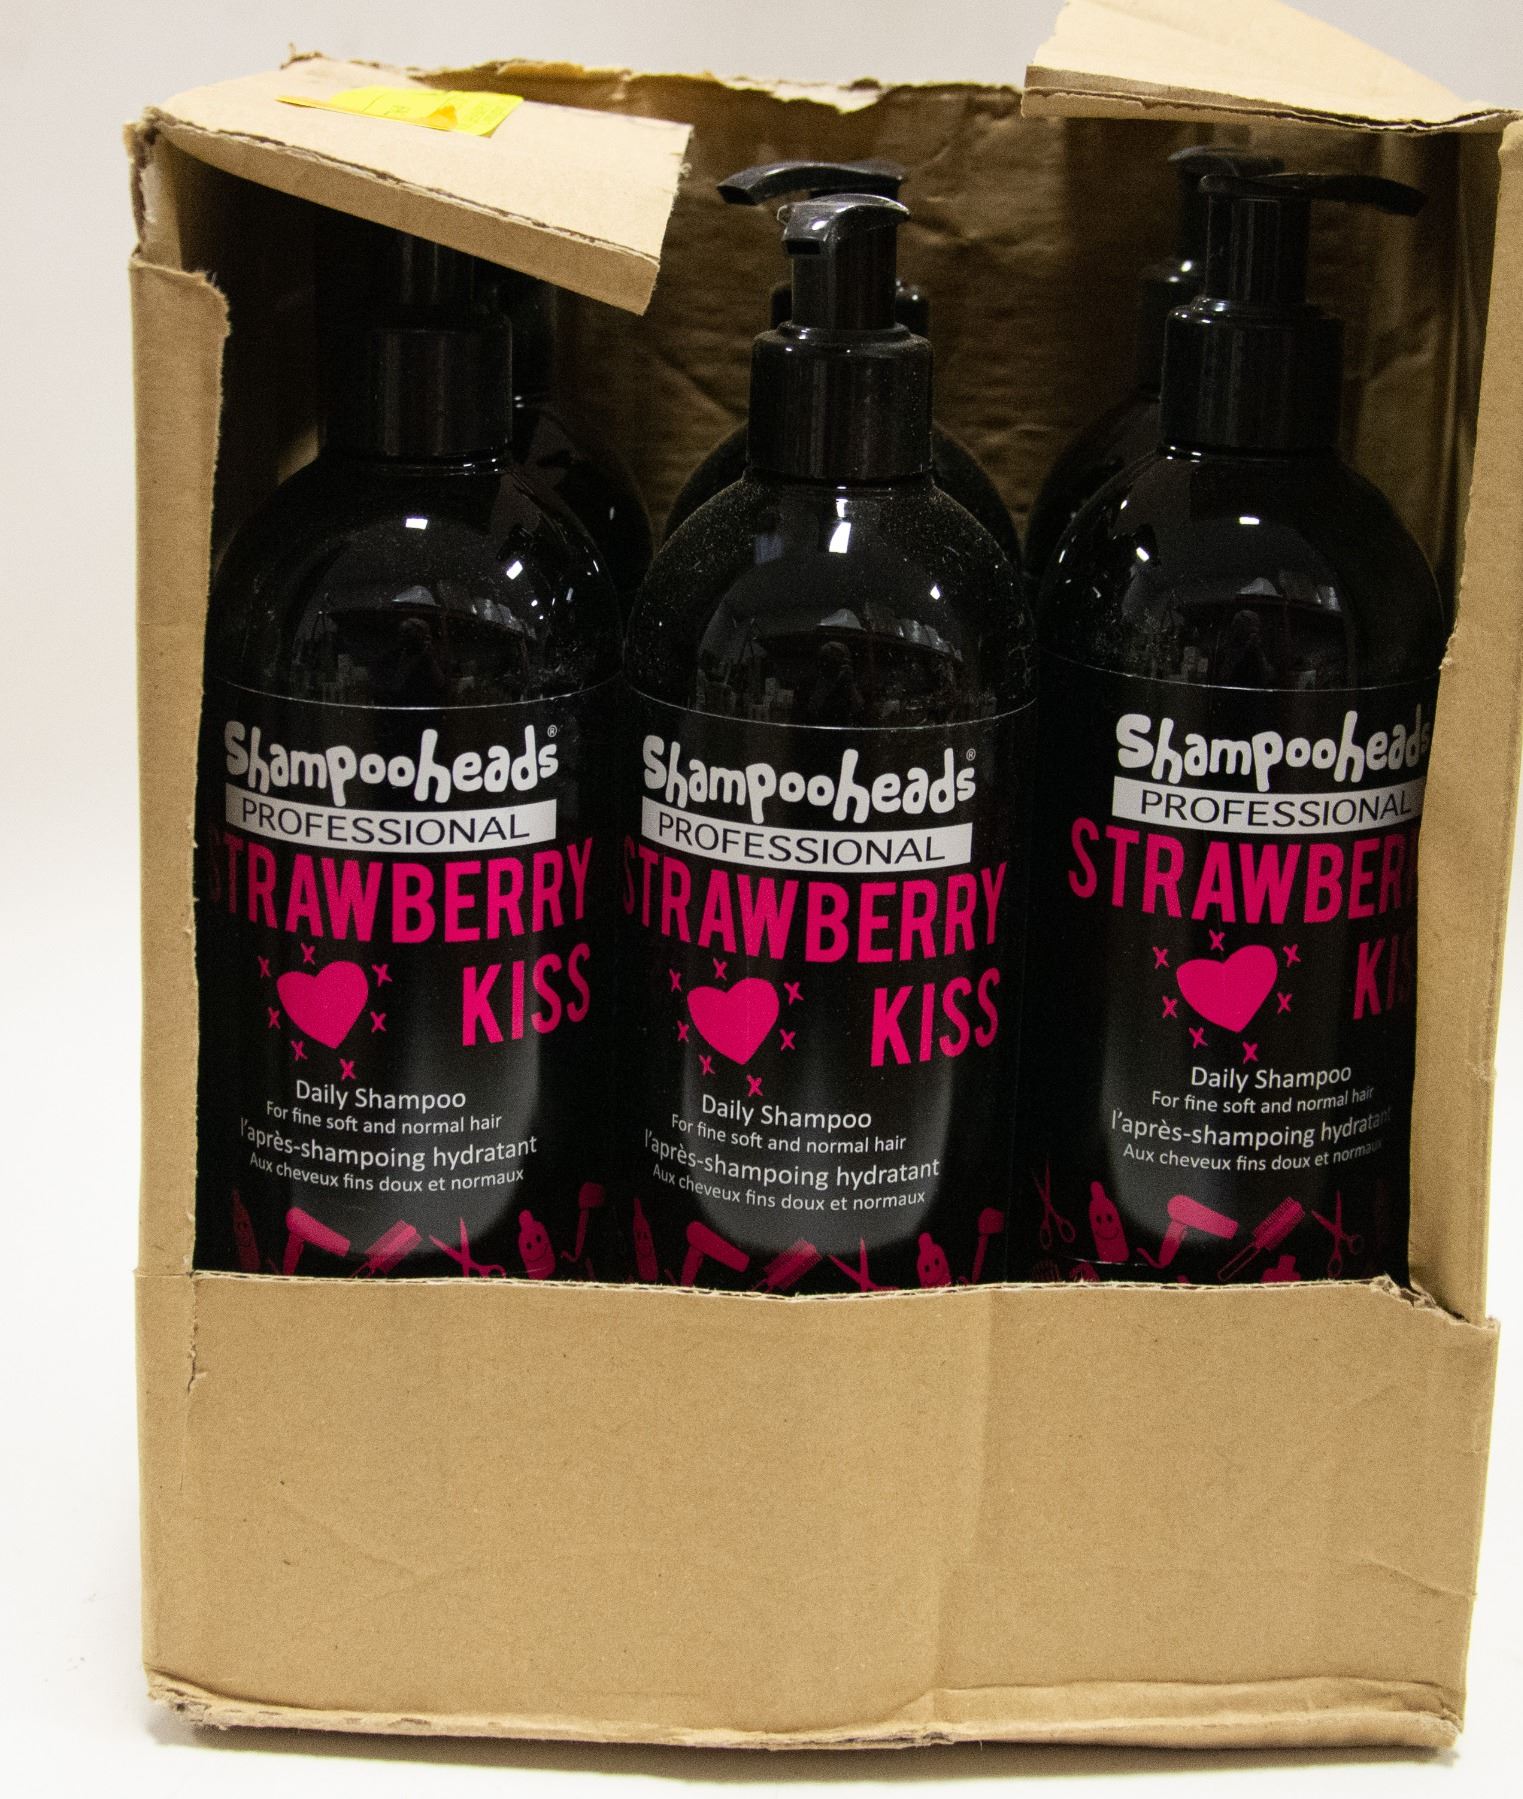 Shampooheads®
PROFESSIONAL
STRAWBERRY
KISS
Daily Shampoo
For fine soft and normal hair
l'après-shampoing hydratant
Aux cheveux fins doux et normaux
Shampooheads®
PROFESSIONAL
STRAWBERRY
KISS
Daily Shampoo
For fine soft and normal hair
l'après-shampoing hydratant
Aux cheveux fins doux et normaux
Shampooheads
PROFESSIONAL
STRAWBER
KIS
Daily Shampoo
For fine soft and normal hair
l'après-shampoing hydratant
Aux cheveux fins doux et normaux